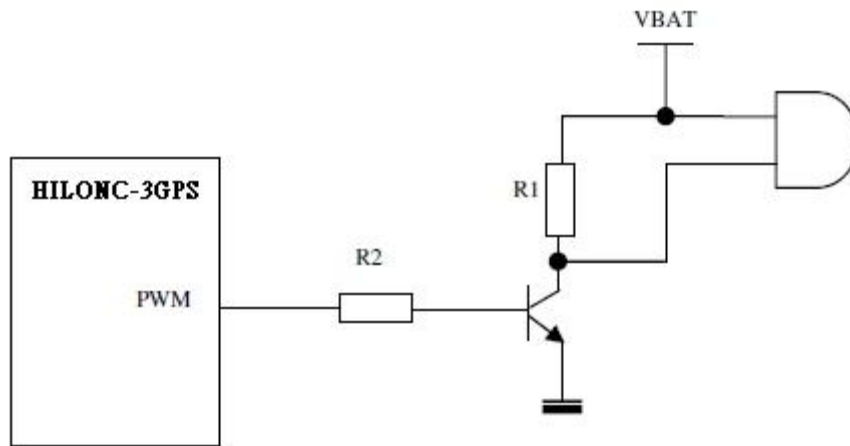 VBAT
HILONC-3GPS
R1
R2
PWM